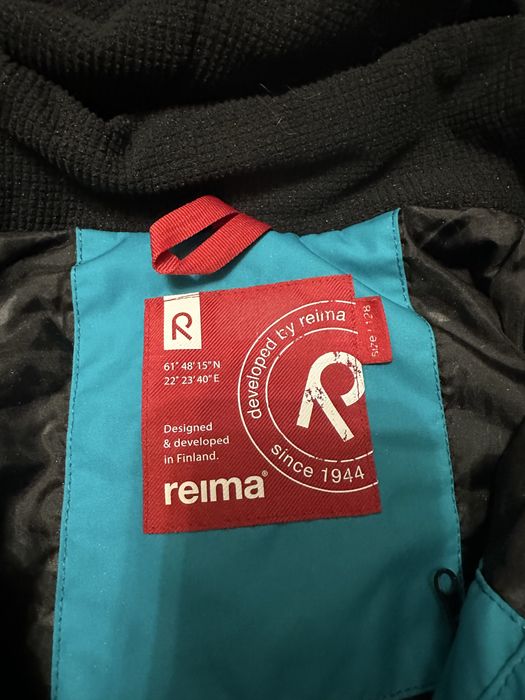 R
61° 48' 15" N
22° 23' 40" E
Designed
& developed
in Finland.
reima®
developed by reima
R
since 1944
size : 128